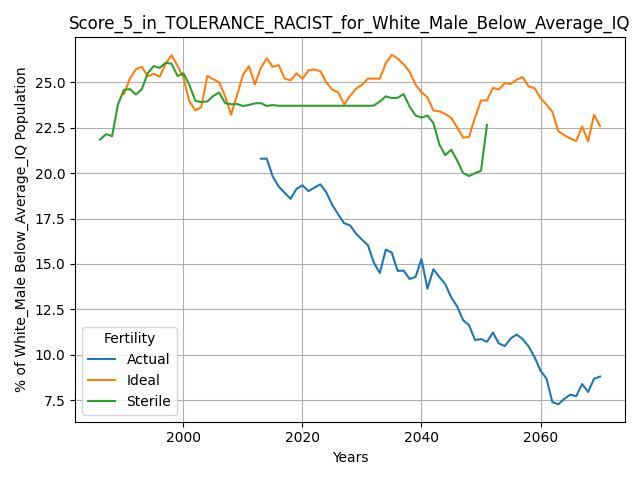 Score_5_in_TOLERANCE_RACIST_for_White_Male_Below_Average_IQ
% of White_Male Below_Average_IQ Population
25.0
22.5
20.0
17.5
15.0
12.5
10.0
7.5
Fertility
Actual
Ideal
Sterile
2000
2020
2040
2060
Years